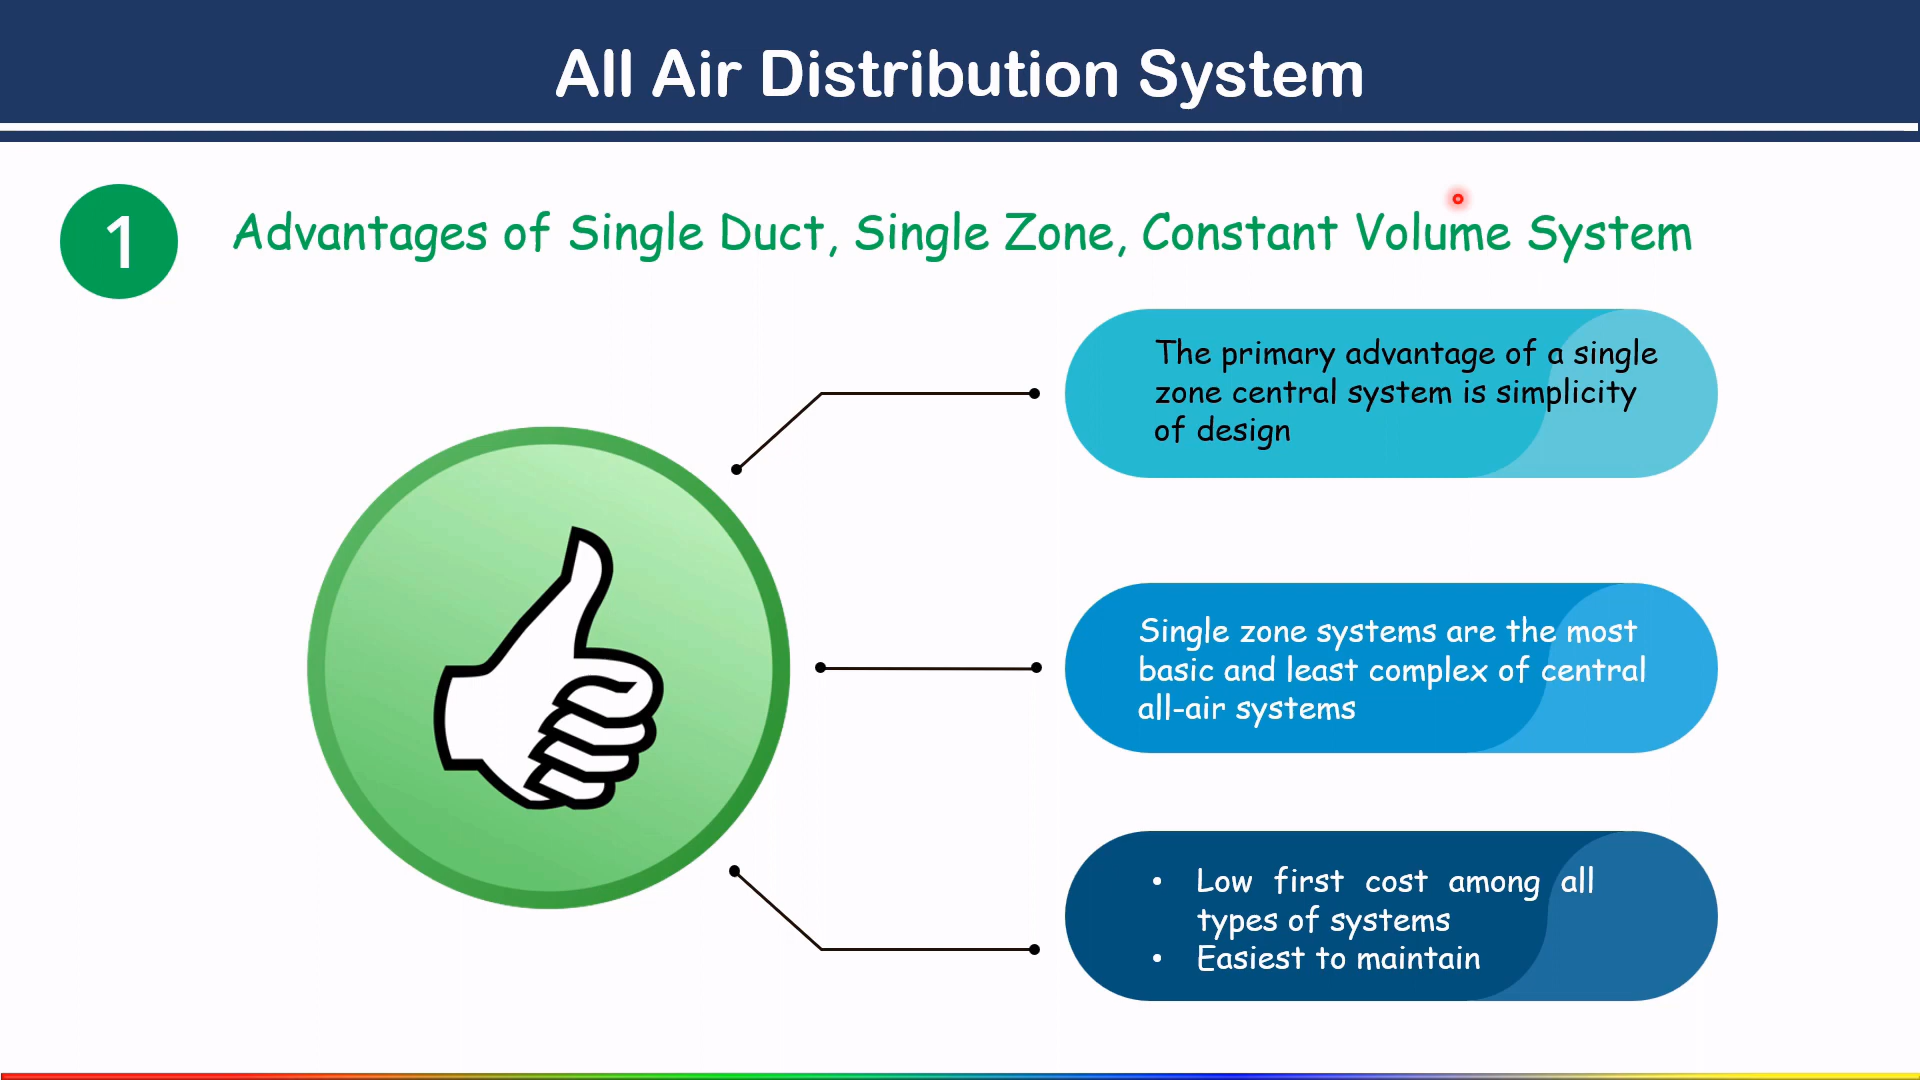 All Air Distribution System
1
Advantages of Single Duct, Single Zone, Constant Volume System
The primary advantage of a single
zone central system is simplicity
of design
Single zone systems are the most
basic and least complex of central
all-air systems
• Low first cost among all
types of systems
• Easiest to maintain